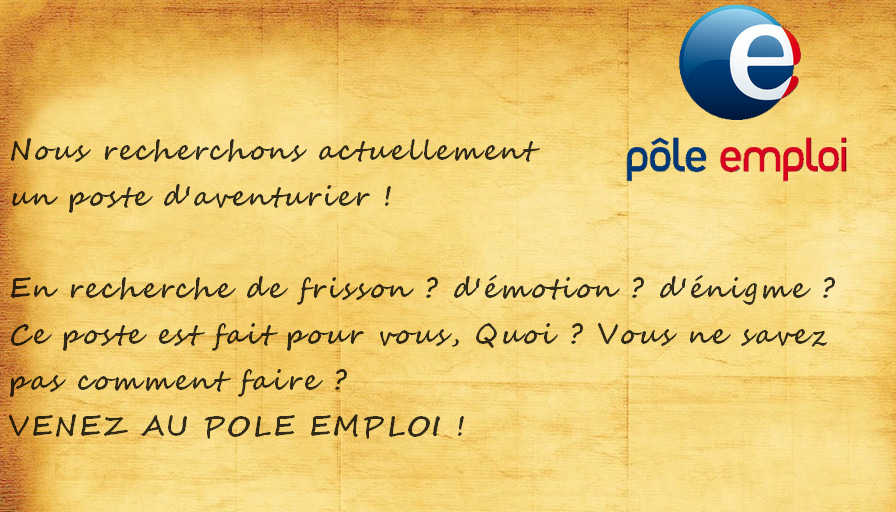 pôle emploi
Nous recherchons actuellement
un poste d'aventurier !
En recherche de frisson ? d'émotion ? d'énigme ?
Ce poste est fait pour vous, Quoi ? Vous ne savez
pas comment faire ?
VENEZ AU POLE EMPLOI !